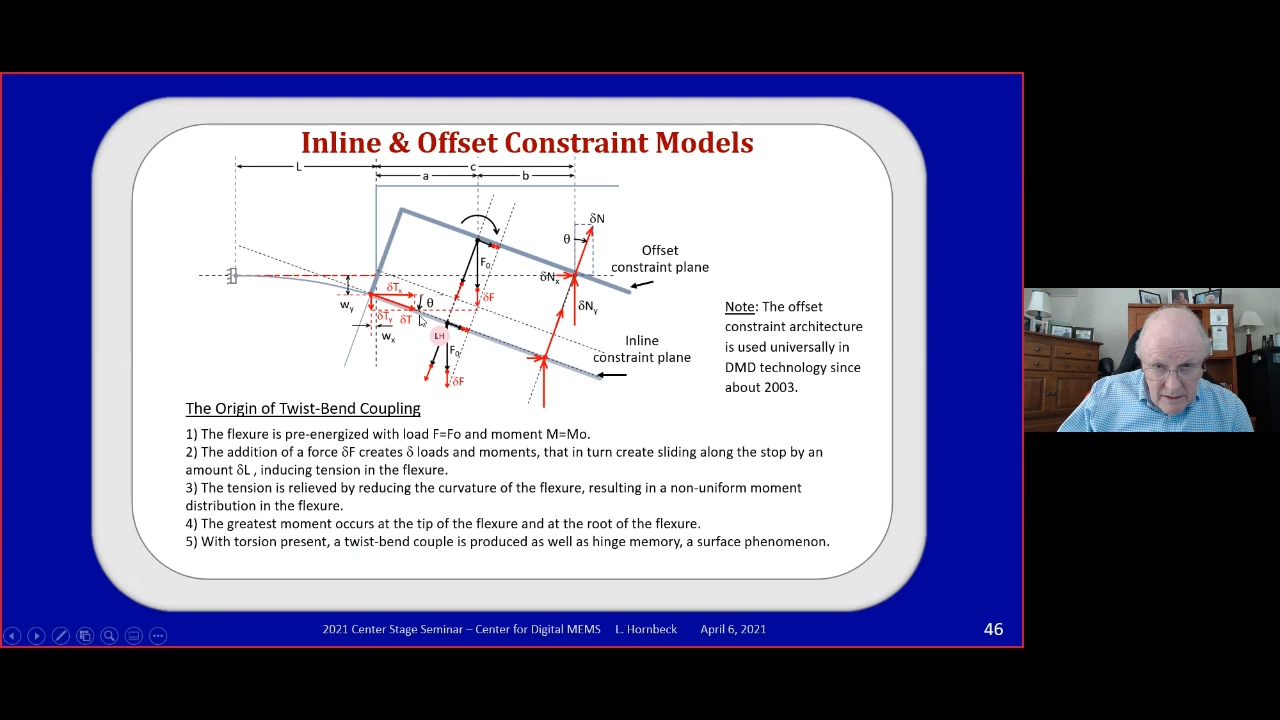 Inline & Offset Constraint Models
L
c
a
b
δN
θ
Offset
constraint plane
F₀
δNₓ
δTₓ
δF
δNᵧ
θ
wᵧ
δTᵧ
δT
Note: The offset
constraint architecture
is used universally in
DMD technology since
about 2003.
wₓ
LH
F₀
Inline
constraint plane
δF
The Origin of Twist-Bend Coupling
1) The flexure is pre-energized with load F=Fo and moment M=Mo.
2) The addition of a force δF creates δ loads and moments, that in turn create sliding along the stop by an
amount δL , inducing tension in the flexure.
3) The tension is relieved by reducing the curvature of the flexure, resulting in a non-uniform moment
distribution in the flexure.
4) The greatest moment occurs at the tip of the flexure and at the root of the flexure.
5) With torsion present, a twist-bend couple is produced as well as hinge memory, a surface phenomenon.
2021 Center Stage Seminar – Center for Digital MEMS L. Hornbeck April 6, 2021
46